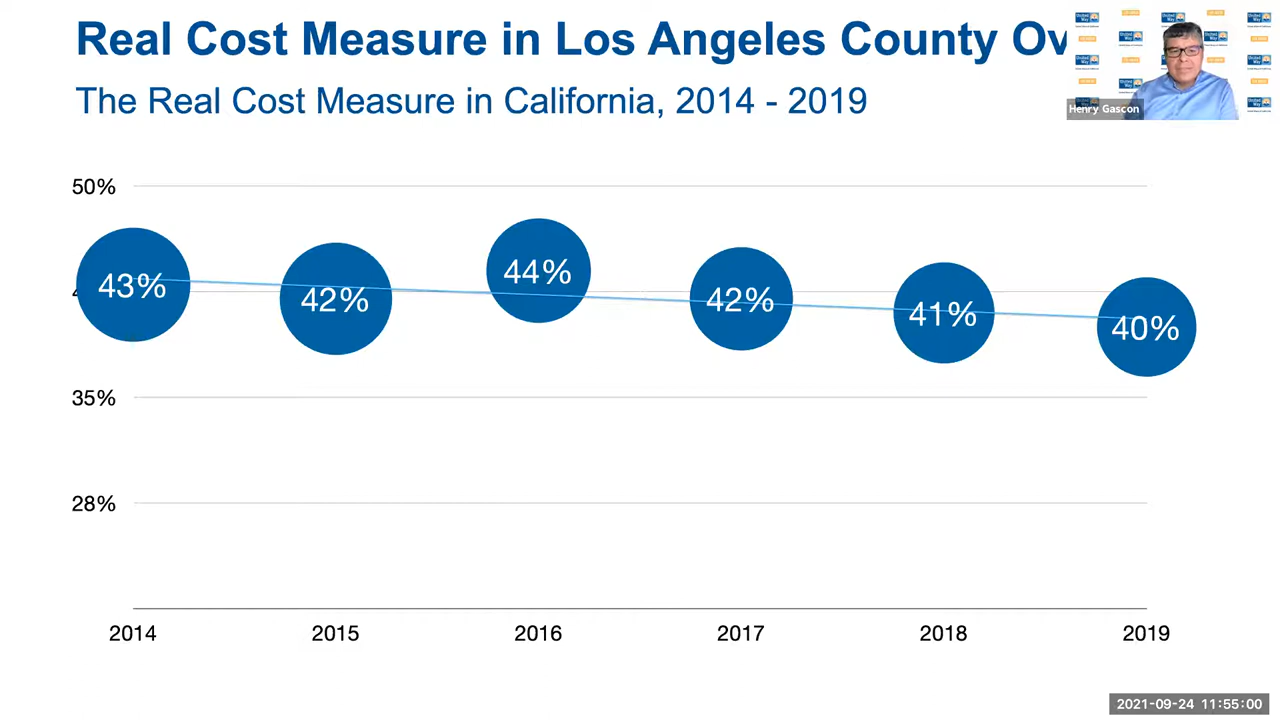 Real Cost Measure in Los Angeles County Ov
The Real Cost Measure in California, 2014 - 2019
Henry Gascon
50%
43%
42%
44%
42%
41%
40%
35%
28%
2014 2015 2016 2017 2018 2019
2021-09-24 11:55:00